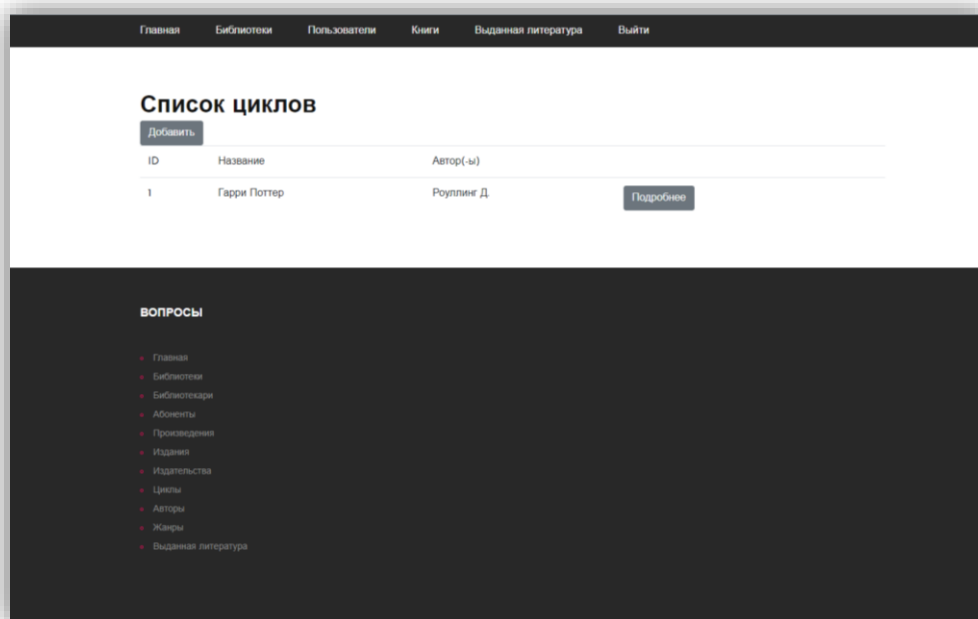 Главная Библиотеки Пользователи Книги Выданная литература Выйти
Список циклов
Добавить
ID Название Автор(-ы)
1 Гарри Поттер Роуллинг Д. Подробнее
ВОПРОСЫ
Главная
Библиотеки
Библиотекари
Абоненты
Произведения
Издания
Издательства
Циклы
Авторы
Жанры
Выданная литература